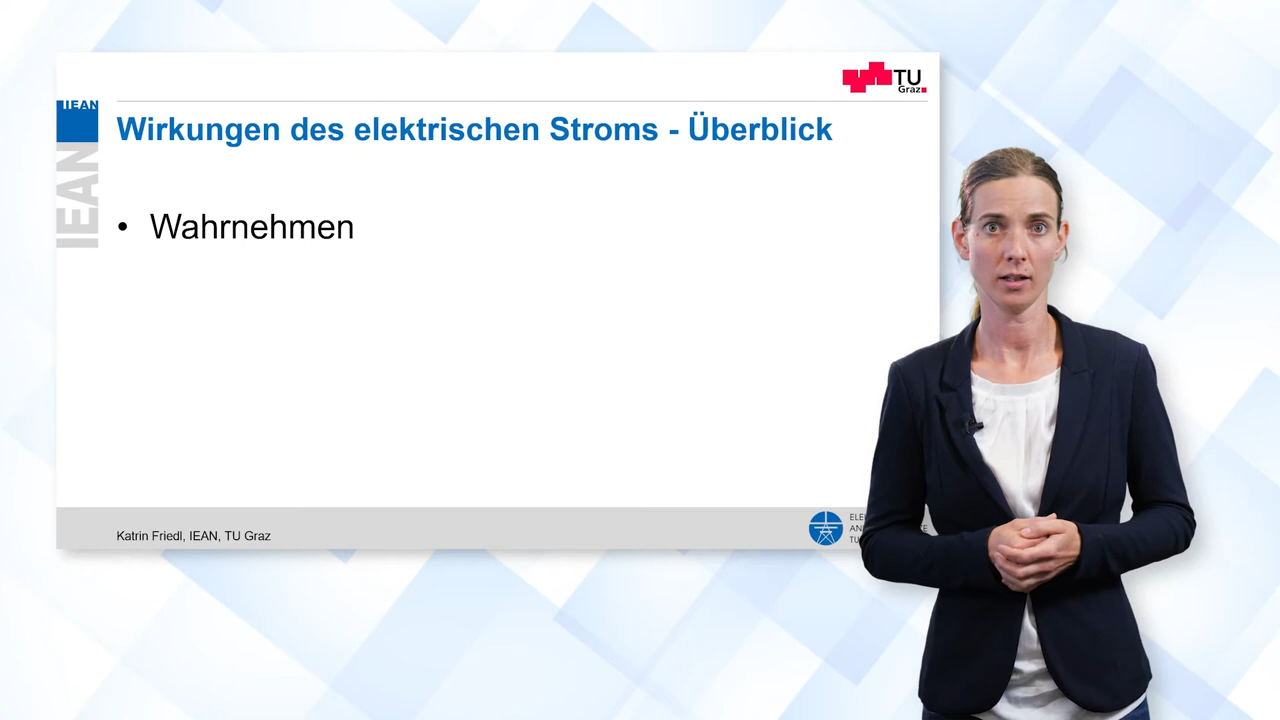 TU
Graz
IEAN
Wirkungen des elektrischen Stroms - Überblick
IEAN
• Wahrnehmen
Katrin Friedl, IEAN, TU Graz